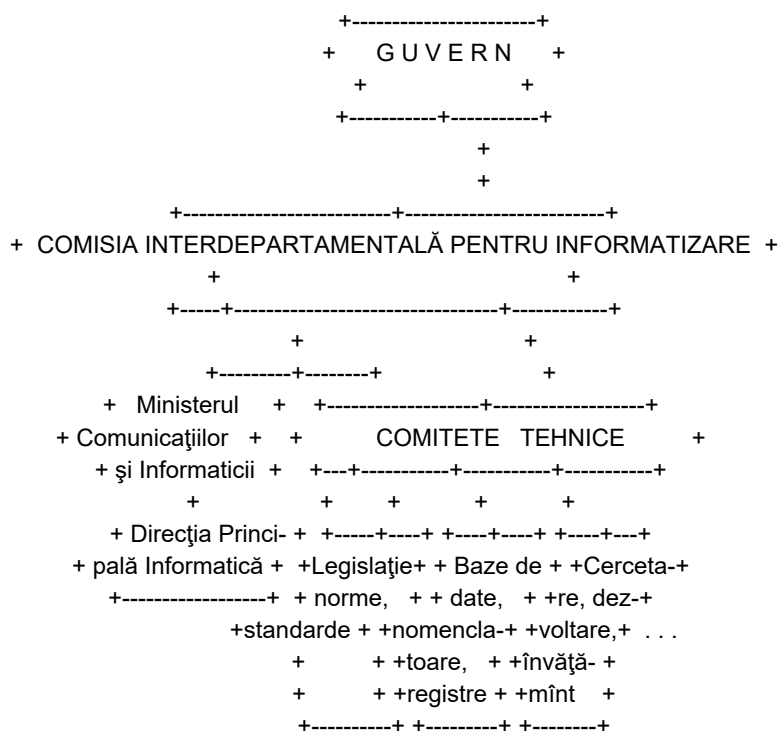 +----------------------+
+ G U V E R N +
+ +
+-----------+-----------+
+
+
+------------------------+-----------------------+
+ COMISIA INTERDEPARTAMENTALĂ PENTRU INFORMATIZARE +
+ +
+-----+-------------------------------+------------+
+ +
+---------+--------+ +
+ Ministerul + +------------------+------------------+
+ Comunicaţiilor + + COMITETE TEHNICE +
+ şi Informaticii + +---+-----------+-----------+-----------+
+ + + + +
+ Direcţia Princi- + +-----+----+ +----+----+ +----+---+
+ pală Informatică + +Legislaţie+ + Baze de + +Cerceta-+
+------------------+ + norme, + + date, + +re, dez-+
+standarde + +nomencla-+ +voltare,+ . . .
+ + +toare, + +învăţă- +
+ + +registre + +mînt +
+----------+ +---------+ +--------+